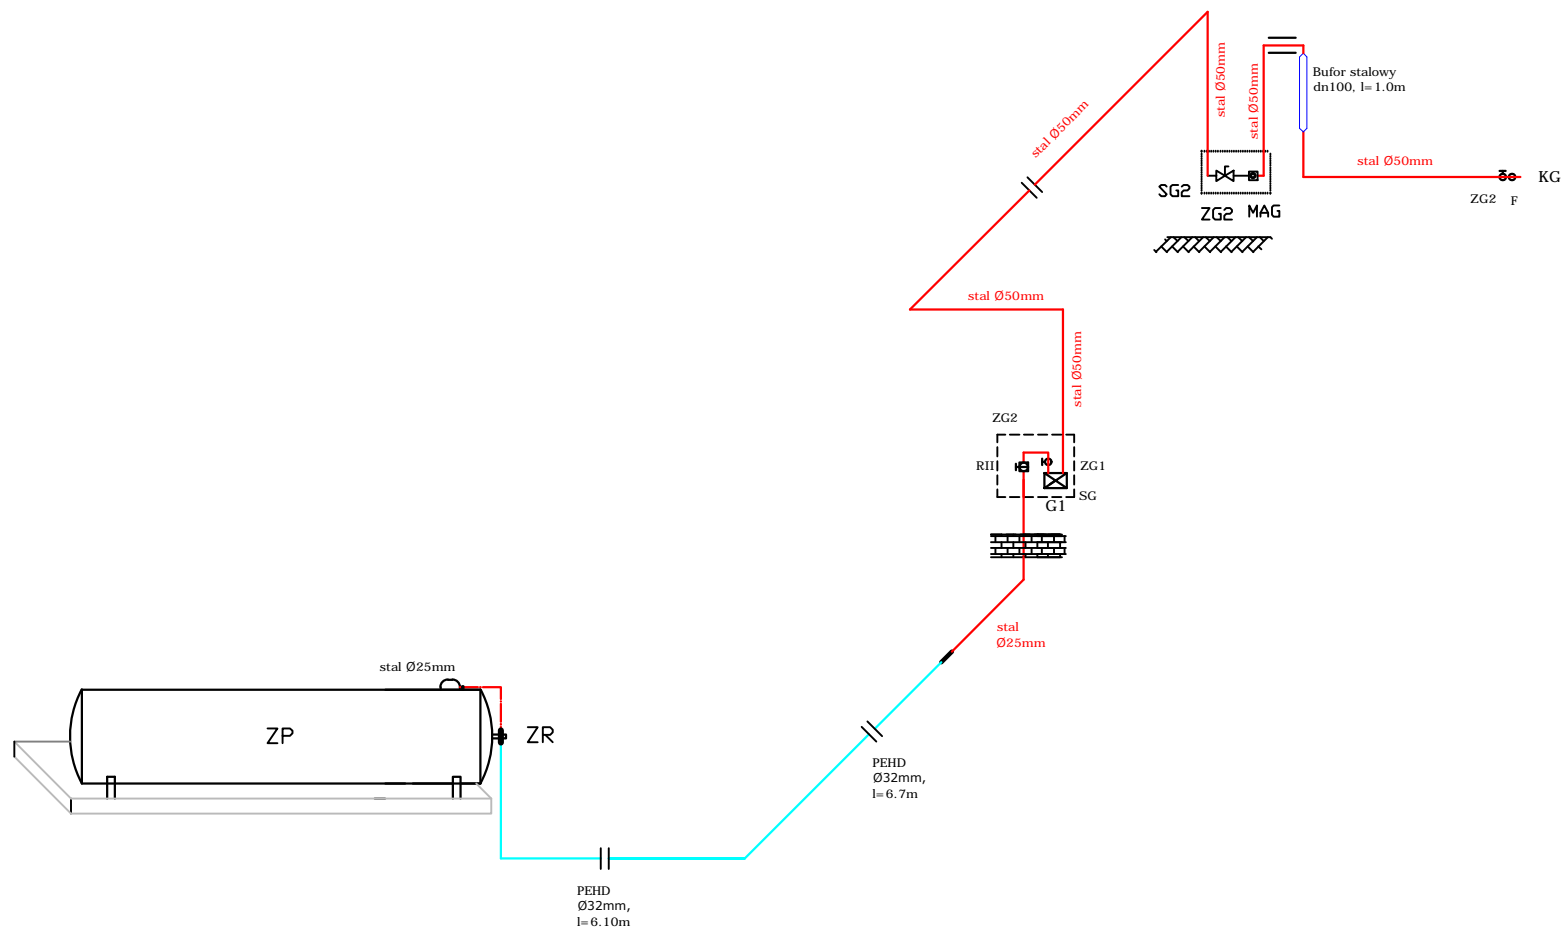 stal Ø50mm
stal Ø50mm
stal Ø50mm
Bufor stalowy
dn100, l=1.0m
stal Ø50mm
KG
ZG2
F
SG2
ZG2
MAG
stal Ø50mm
stal Ø50mm
ZG2
RII
ZG1
SG
G1
stal
Ø25mm
stal Ø25mm
ZP
ZR
PEHD
Ø32mm,
l=6.7m
PEHD
Ø32mm,
l=6.10m